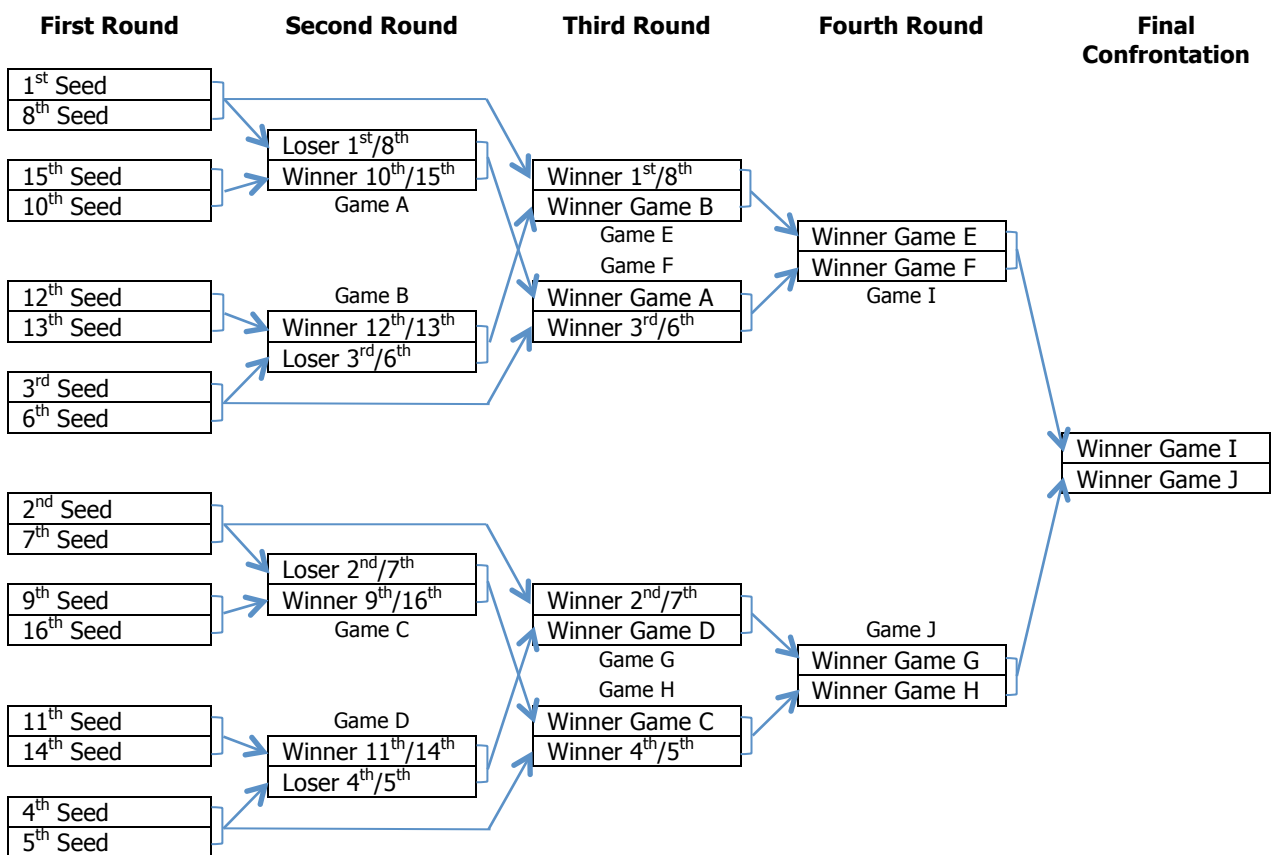 First Round
Second Round
Third Round
Fourth Round
Final
Confrontation
1st Seed
8th Seed
15th Seed
10th Seed
12th Seed
13th Seed
3rd Seed
6th Seed
2nd Seed
7th Seed
9th Seed
16th Seed
11th Seed
14th Seed
4th Seed
5th Seed
Loser 1st/8th
Winner 10th/15th
Game A
Game B
Winner 12th/13th
Loser 3rd/6th
Loser 2nd/7th
Winner 9th/16th
Game C
Game D
Winner 11th/14th
Loser 4th/5th
Winner 1st/8th
Winner Game B
Game E
Game F
Winner Game A
Winner 3rd/6th
Winner 2nd/7th
Winner Game D
Game G
Game H
Winner Game C
Winner 4th/5th
Winner Game E
Winner Game F
Game I
Game J
Winner Game G
Winner Game H
Winner Game I
Winner Game J